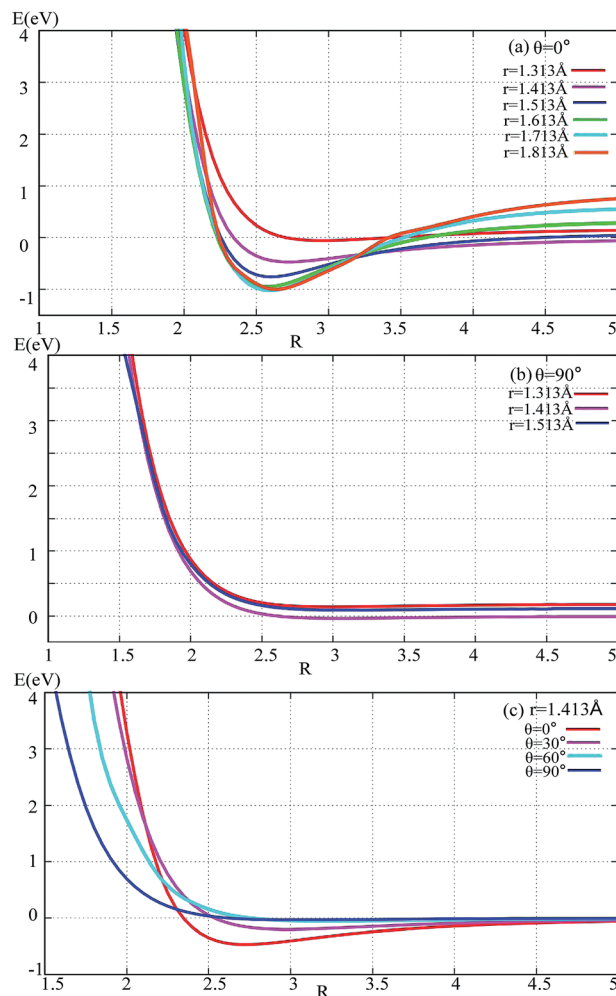 E(eV)
4
(a) θ=0°
r=1.313Å
r=1.413Å
3
r=1.513Å
r=1.613Å
r=1.713Å
2
r=1.813Å
1
0
-1
1 1.5 2 2.5 3 3.5 4 4.5 5
E(eV) R
4
(b) θ=90°
r=1.313Å
r=1.413Å
3
r=1.513Å
2
1
0
1 1.5 2 2.5 3 3.5 4 4.5 5
R
E(eV)
4
(c) r=1.413Å
θ=0°
θ=30°
3
θ=60°
θ=90°
2
1
0
-1
1.5 2 2.5 3 3.5 4 4.5 5
R